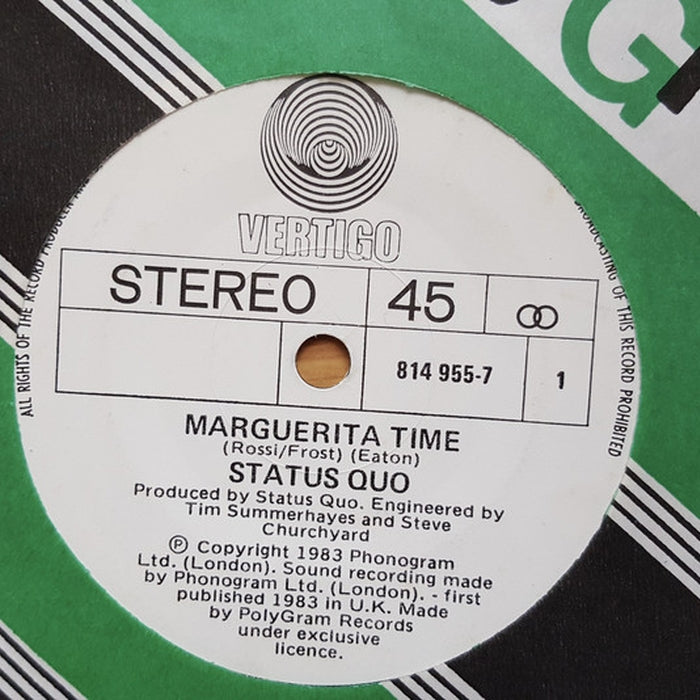 G
VERTIGO
STEREO 45
814 955-7 1
MARGUERITA TIME
(Rossi/Frost) (Eaton)
STATUS QUO
Produced by Status Quo. Engineered by
Tim Summerhayes and Steve
Churchyard
Ⓟ Copyright 1983 Phonogram
Ltd. (London). Sound recording made
by Phonogram Ltd. (London). - first
published 1983 in U.K. Made
by PolyGram Records
under exclusive
licence.
ALL RIGHTS OF THE RECORD PRODUCER
BROADCASTING OF THIS RECORD PROHIBITED